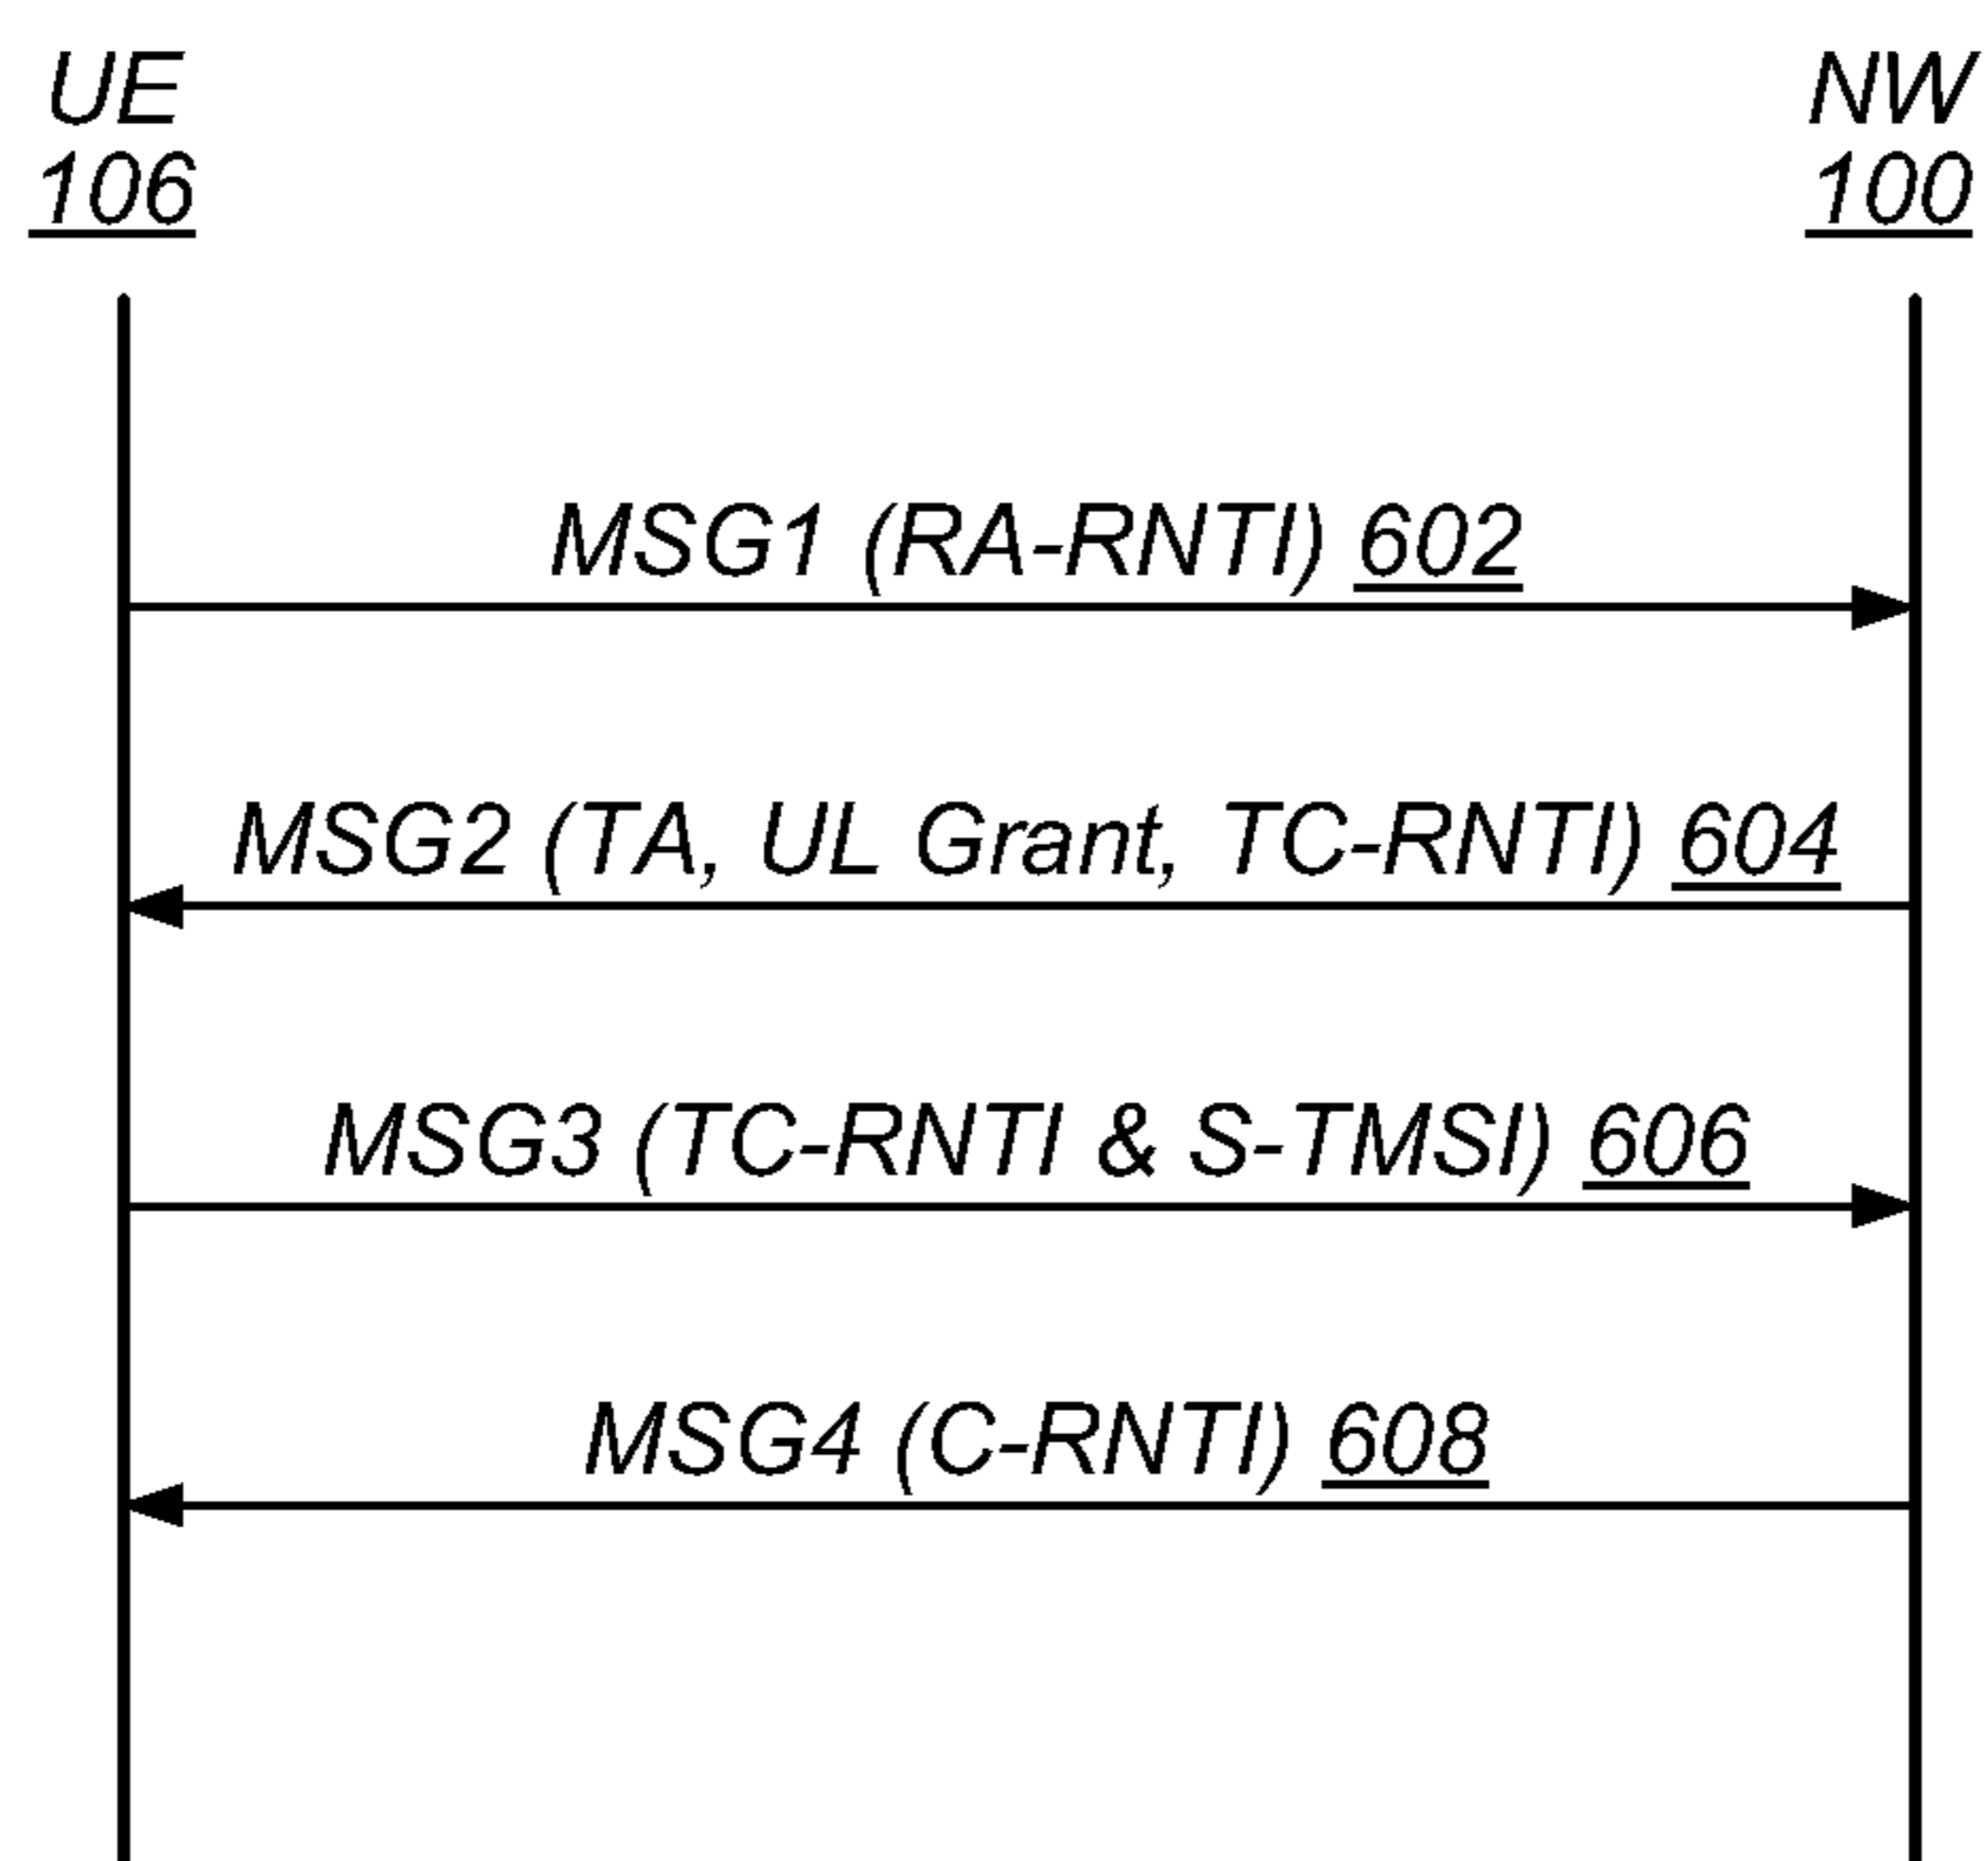 UE
106
NW
100
MSG1 (RA-RNTI) 602
MSG2 (TA, UL Grant, TC-RNTI) 604
MSG3 (TC-RNTI & S-TMSI) 606
MSG4 (C-RNTI) 608